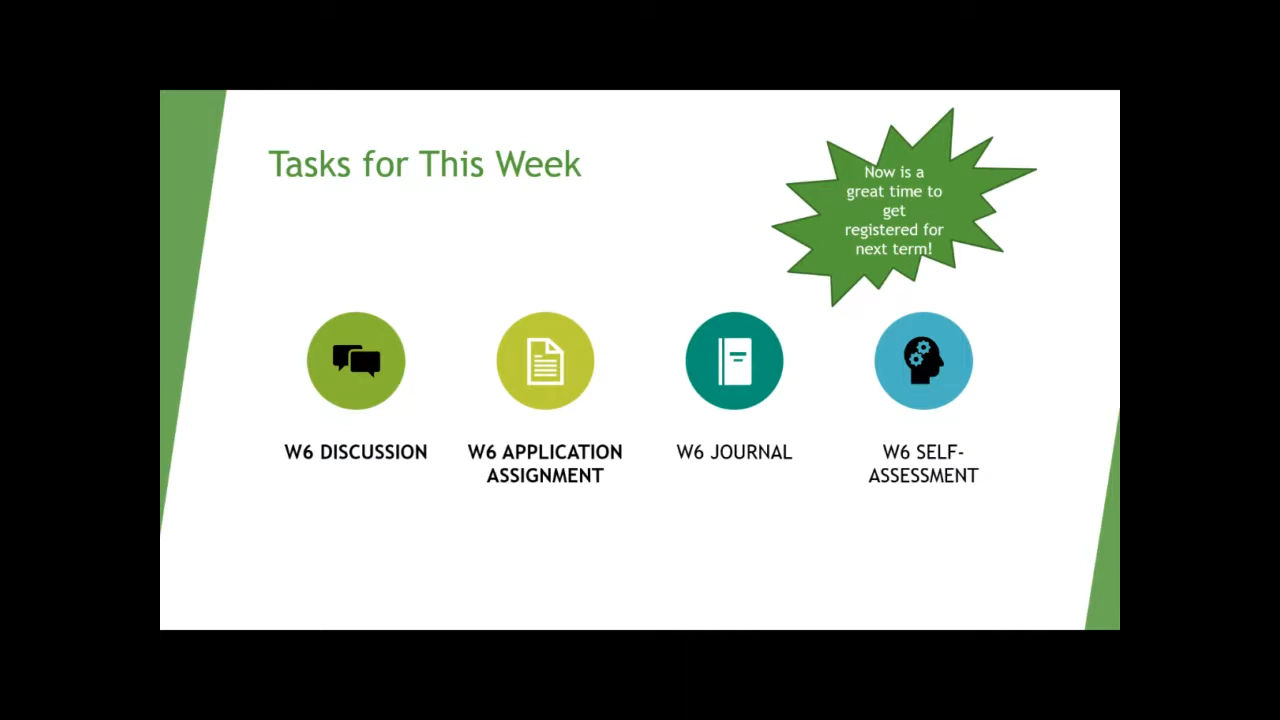 Tasks for This Week
Now is a
great time to
get
registered for
next term!
W6 DISCUSSION
W6 APPLICATION
ASSIGNMENT
W6 JOURNAL
W6 SELF-
ASSESSMENT